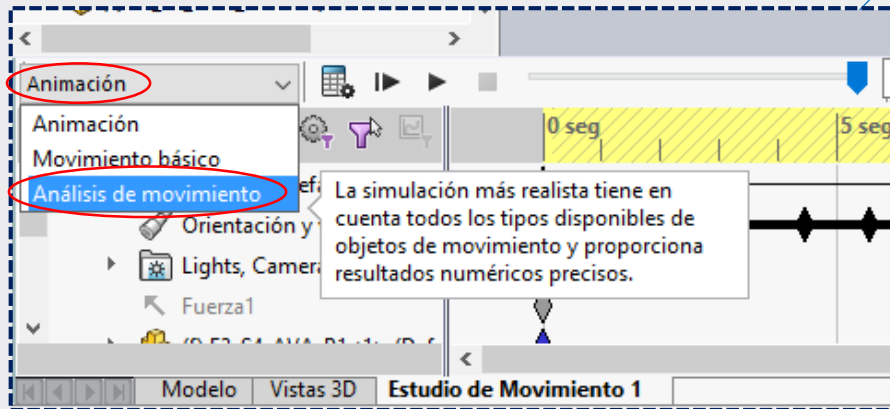 Animación
Animación
Movimiento básico
Análisis de movimiento
0 seg
5 seg
La simulación más realista tiene en
cuenta todos los tipos disponibles de
objetos de movimiento y proporciona
resultados numéricos precisos.
Orientación y
Lights,
Fuerza1
Modelo
Vistas 3D
Estudio de Movimiento 1